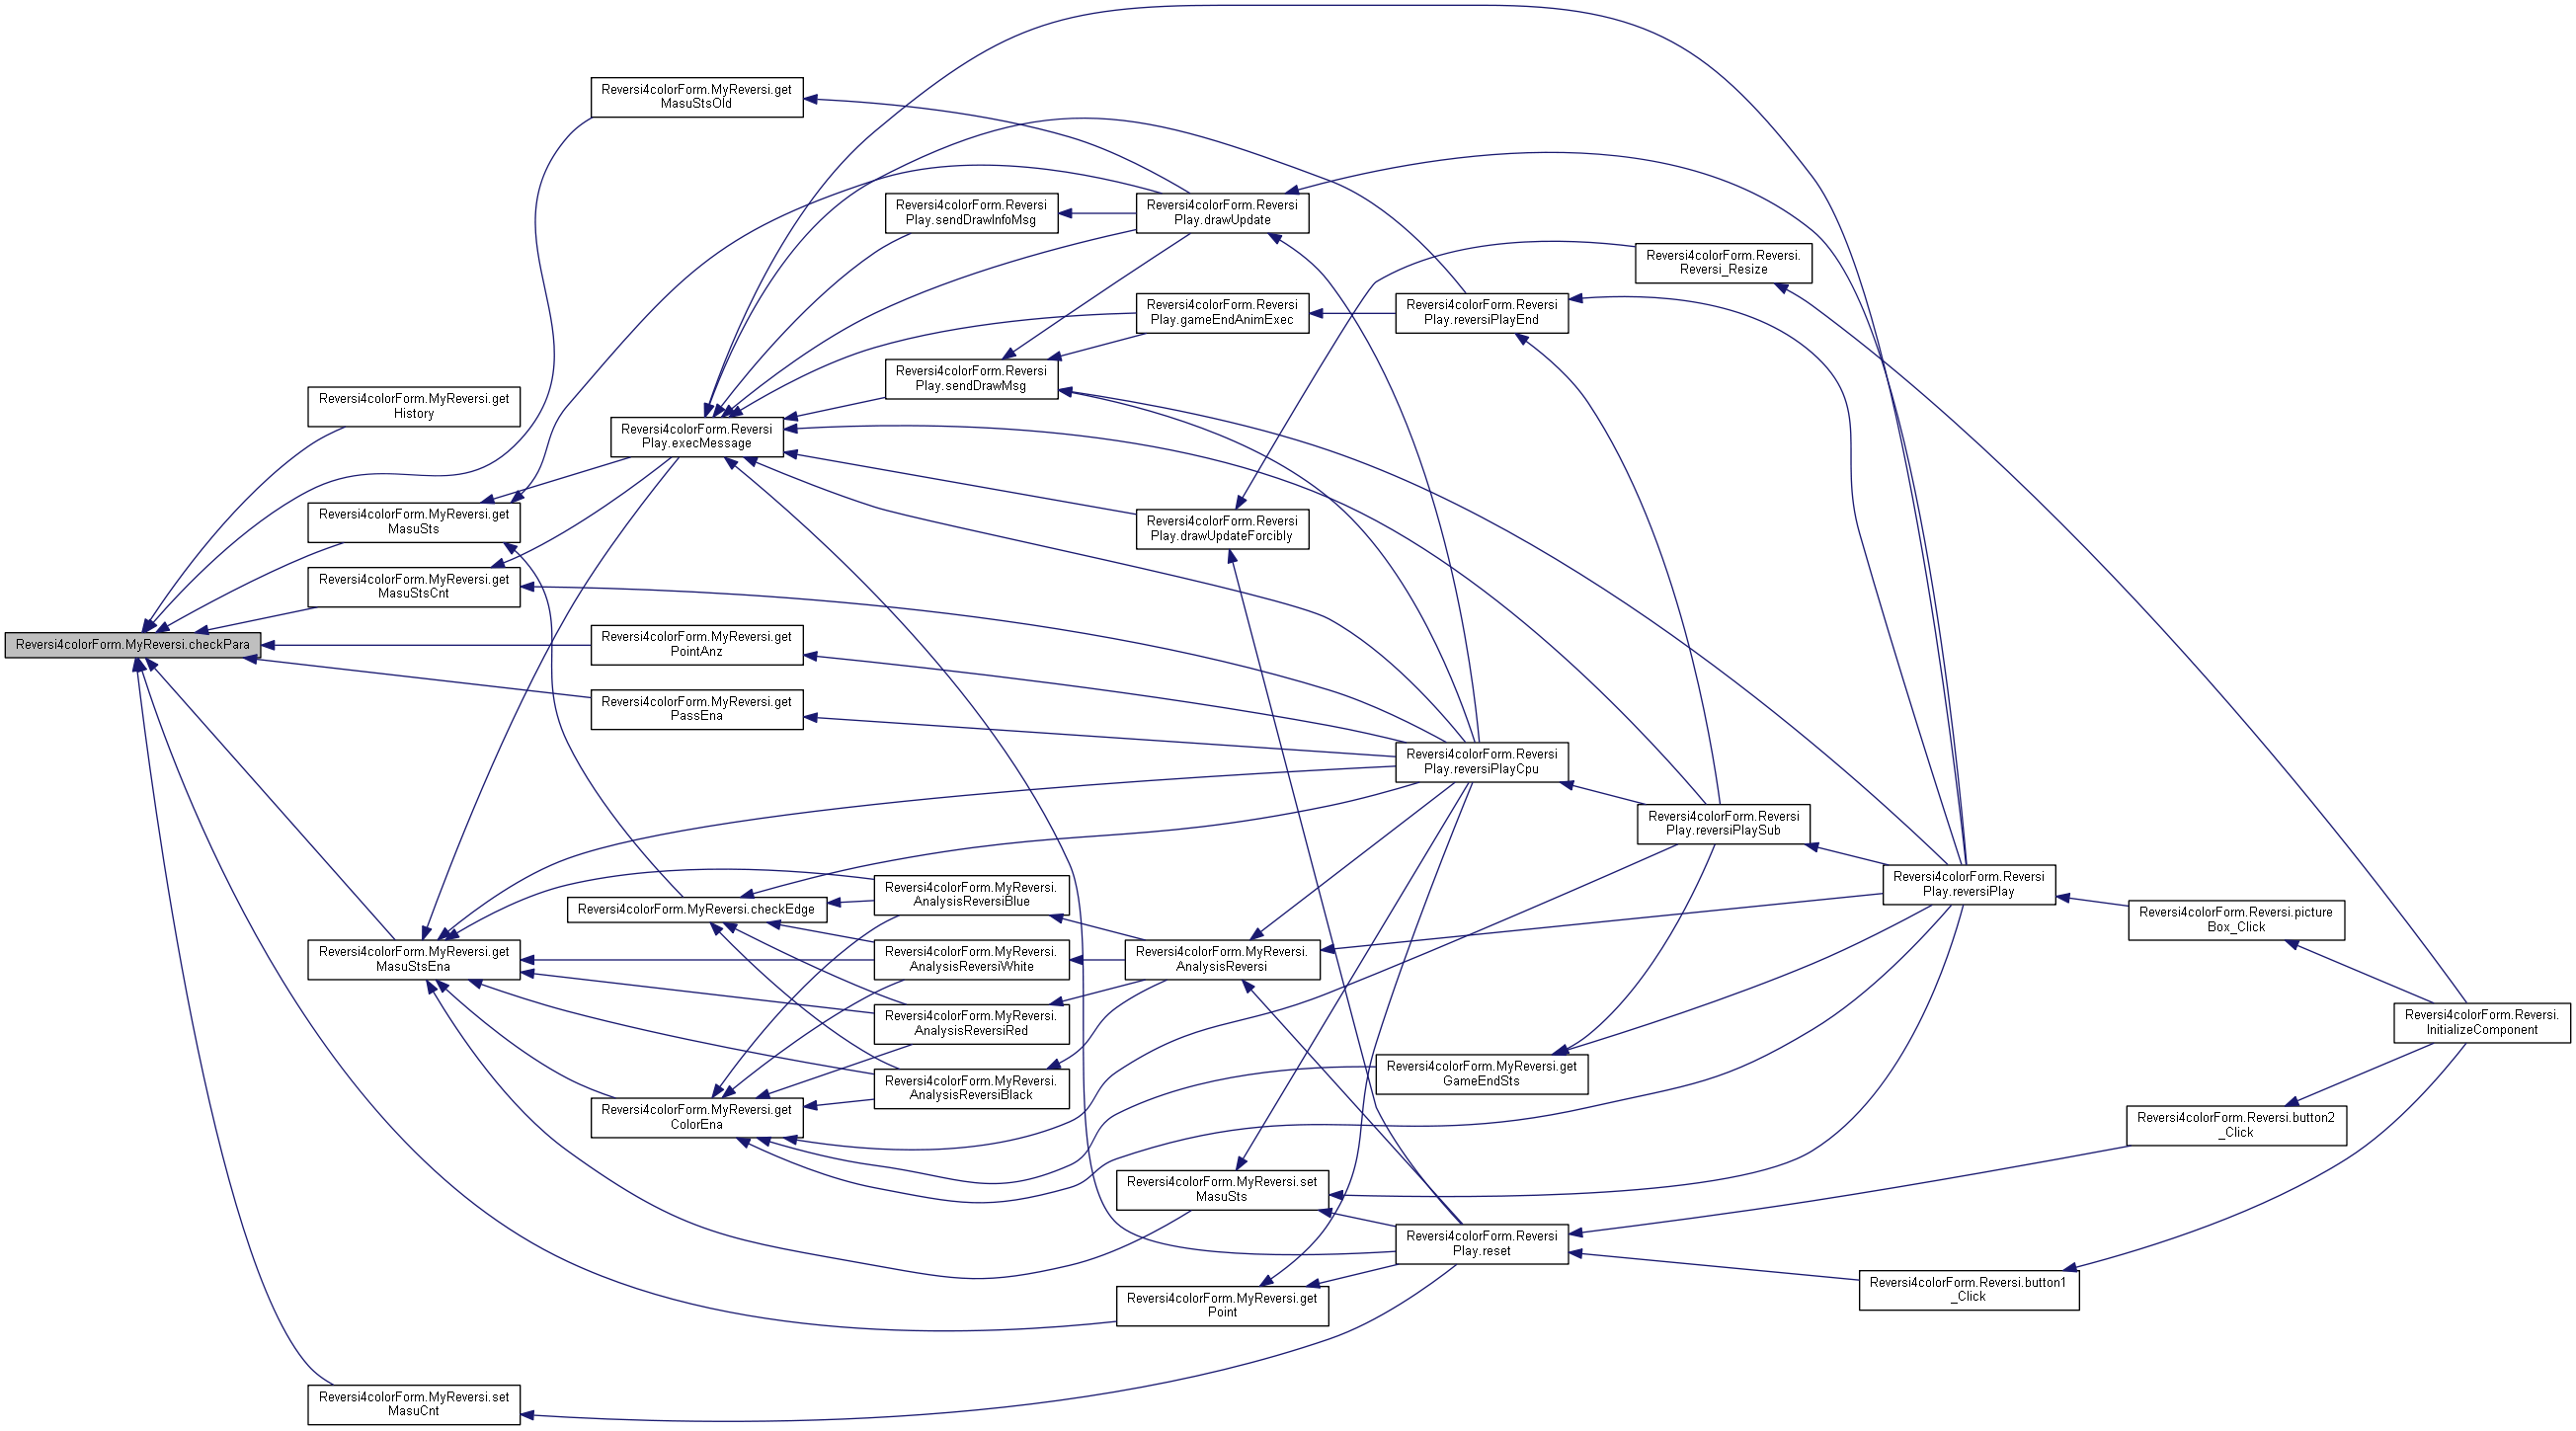 Reversi4colorForm.MyReversi.checkPara
Reversi4colorForm.MyReversi.get
History
Reversi4colorForm.MyReversi.get
MasuSts
Reversi4colorForm.MyReversi.get
MasuStsCnt
Reversi4colorForm.MyReversi.get
MasuStsEna
Reversi4colorForm.MyReversi.set
MasuCnt
Reversi4colorForm.MyReversi.get
MasuStsOld
Reversi4colorForm.Reversi
Play.execMessage
Reversi4colorForm.MyReversi.get
PointAnz
Reversi4colorForm.MyReversi.get
PassEna
Reversi4colorForm.MyReversi.checkEdge
Reversi4colorForm.MyReversi.get
ColorEna
Reversi4colorForm.Reversi
Play.sendDrawInfoMsg
Reversi4colorForm.Reversi
Play.sendDrawMsg
Reversi4colorForm.MyReversi.
AnalysisReversiBlue
Reversi4colorForm.MyReversi.
AnalysisReversiWhite
Reversi4colorForm.MyReversi.
AnalysisReversiRed
Reversi4colorForm.MyReversi.
AnalysisReversiBlack
Reversi4colorForm.Reversi
Play.drawUpdate
Reversi4colorForm.Reversi
Play.gameEndAnimExec
Reversi4colorForm.Reversi
Play.drawUpdateForcibly
Reversi4colorForm.MyReversi.
AnalysisReversi
Reversi4colorForm.MyReversi.set
MasuSts
Reversi4colorForm.MyReversi.get
Point
Reversi4colorForm.Reversi
Play.reversiPlayEnd
Reversi4colorForm.Reversi
Play.reversiPlayCpu
Reversi4colorForm.MyReversi.get
GameEndSts
Reversi4colorForm.Reversi
Play.reset
Reversi4colorForm.Reversi.
Reversi_Resize
Reversi4colorForm.Reversi
Play.reversiPlaySub
Reversi4colorForm.Reversi
Play.reversiPlay
Reversi4colorForm.Reversi.button1
_Click
Reversi4colorForm.Reversi.picture
Box_Click
Reversi4colorForm.Reversi.button2
_Click
Reversi4colorForm.Reversi.
InitializeComponent